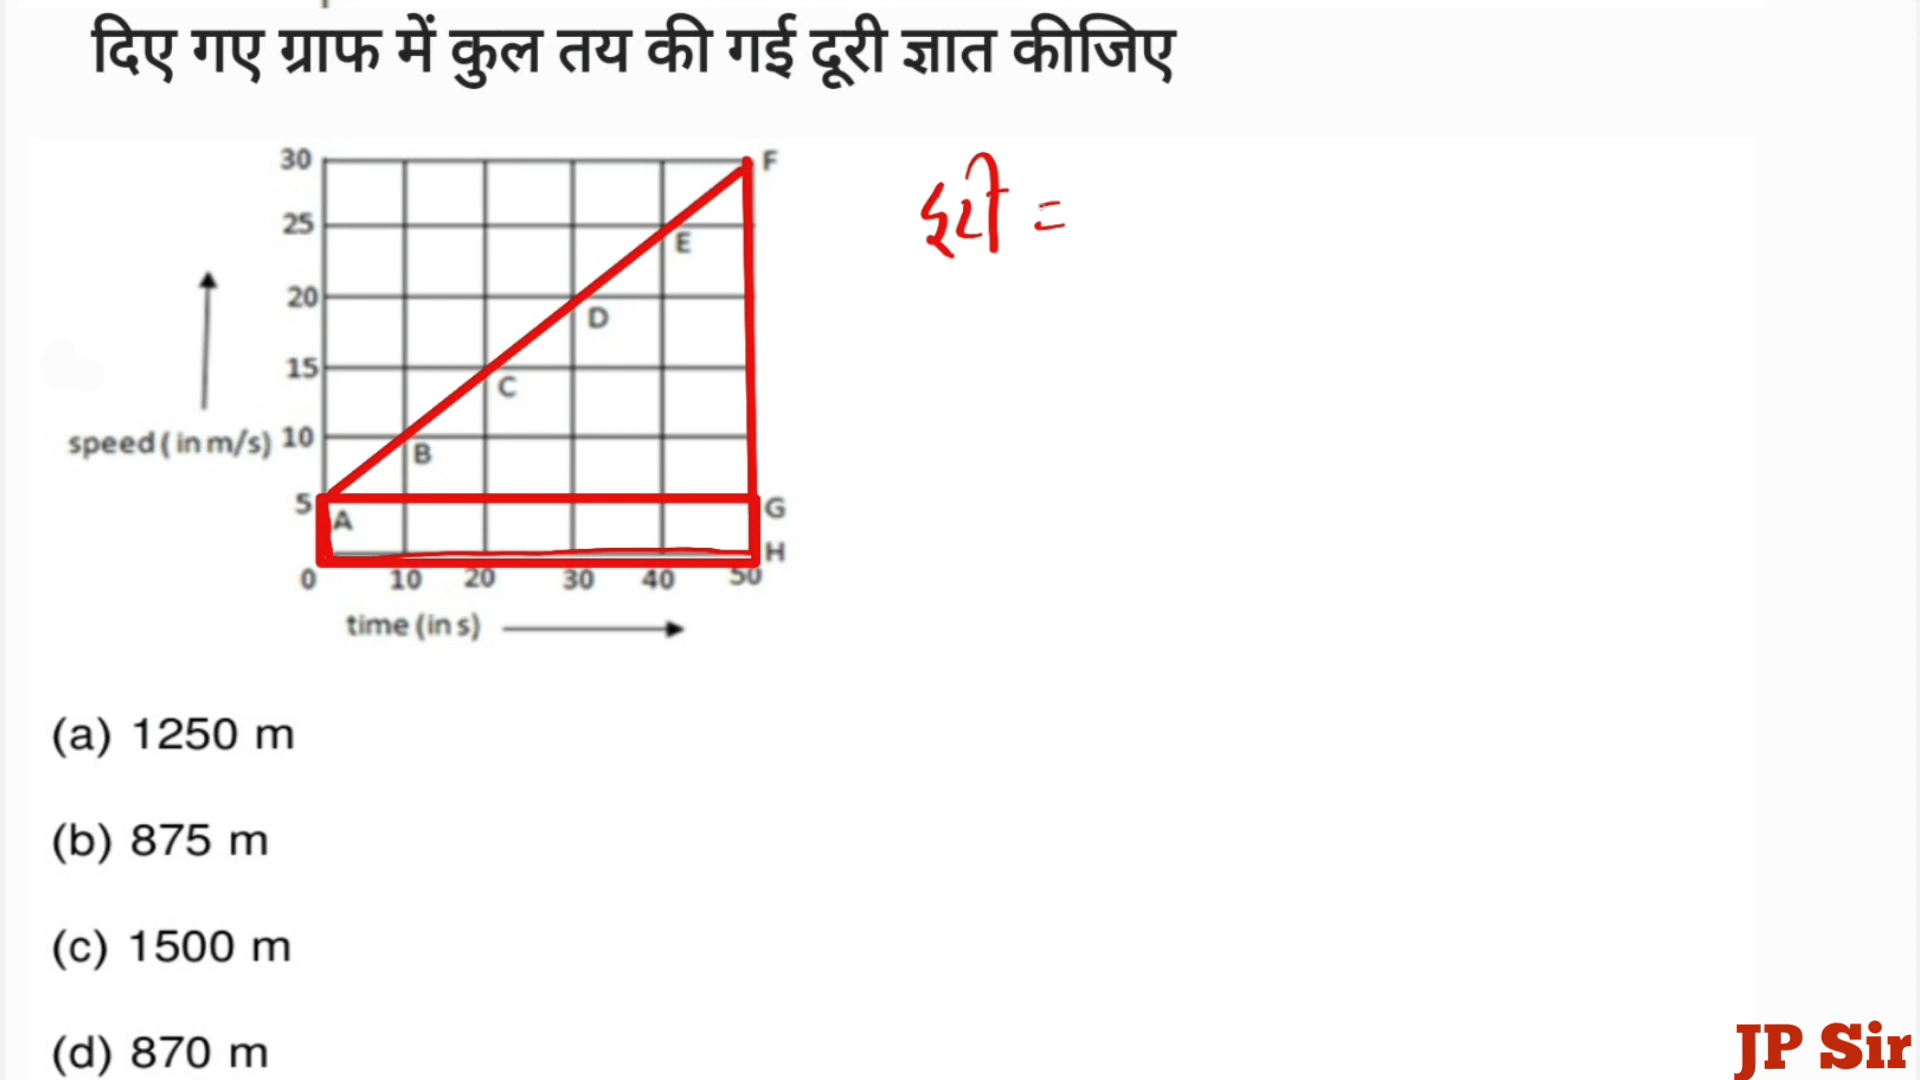 दिए गए ग्राफ में कुल तय की गई दूरी ज्ञात कीजिए
30 F
दूरी =
25
E
20
D
15
C
speed ( in m/s) 10
B
5 G
A
H
0 10 20 30 40 50
time (in s)
(a) 1250 m
(b) 875 m
(c) 1500 m
(d) 870 m
JP Sir